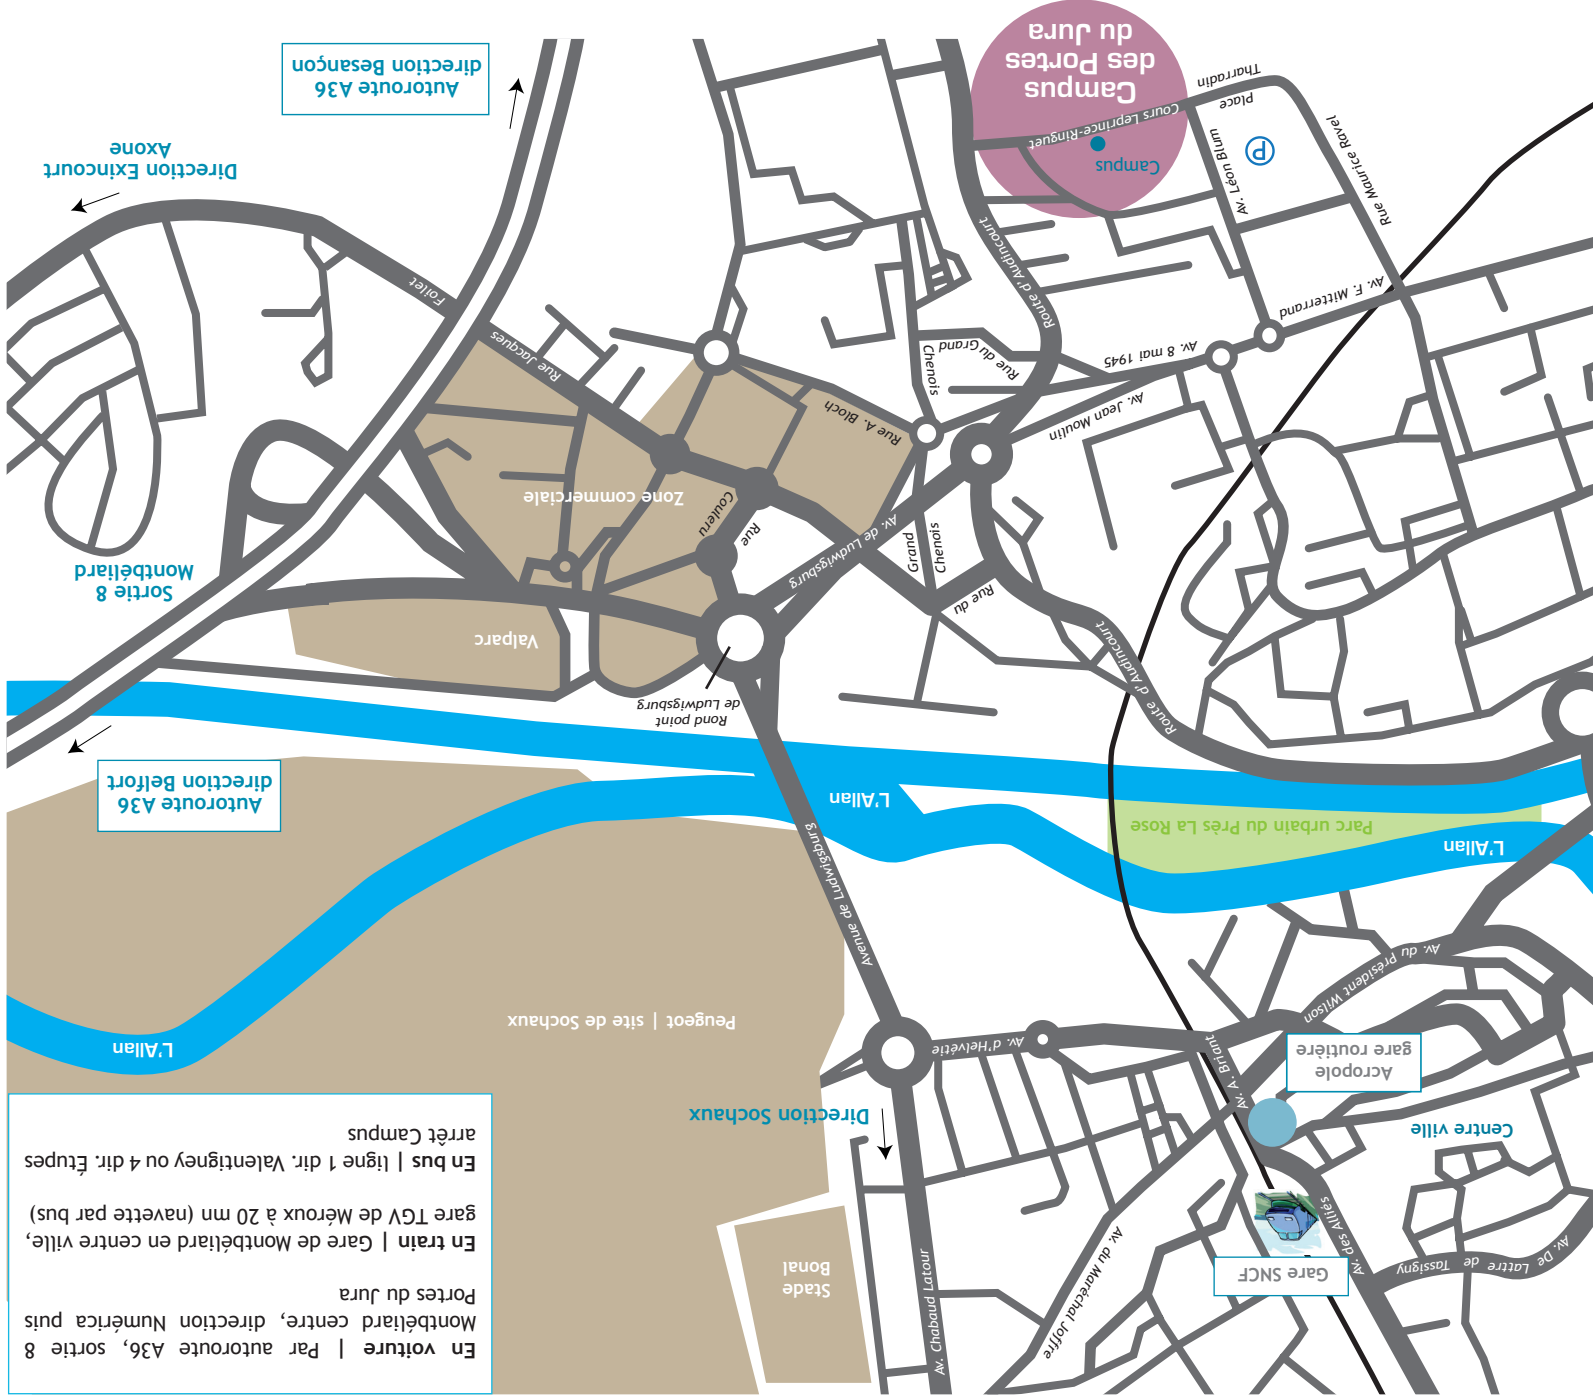 En voiture | Par autoroute A36, sortie 8
Montbéliard centre, direction Numérica puis
Portes du Jura
En train | Gare de Montbéliard en centre ville,
gare TGV de Méroux à 20 mn (navette par bus)
En bus | ligne 1 dir. Valentigney ou 4 dir. Étupes
arrêt Campus
Gare SNCF
Av. De Lattre de Tassigny
Av. des Alliés
Av. du Maréchal Joffre
Av. Chabaud Latour
Stade
Bonal
Centre ville
Direction Sochaux
Acropole
gare routière
Av. A. Briant
Av. d'Helvétie
Av. du Président Wilson
L'Allan
Peugeot | site de Sochaux
Avenue de Ludwigsburg
L'Allan
Parc urbain du Près La Rose
L'Allan
Autoroute A36
direction Belfort
Rond point
de Ludwigsburg
Route d'Audincourt
Valparc
Sortie 8
Montbéliard
Rue du
Grand
Chenois
Av. de Ludwigsburg
Rue
Couteru
Zone commerciale
Rue A. Bloch
Av. Jean Moulin
Av. 8 mai 1945
Rue du Grand
Chenois
Rue Jacques
Foilet
Av. F. Mitterrand
Route d'Audincourt
Rue Maurice Ravel
Av. Léon Blum
P
Place
Tharradin
Campus
Cours Leprince-Ringuet
Campus
des Portes
du Jura
Direction Exincourt
Axone
Autoroute A36
direction Besançon